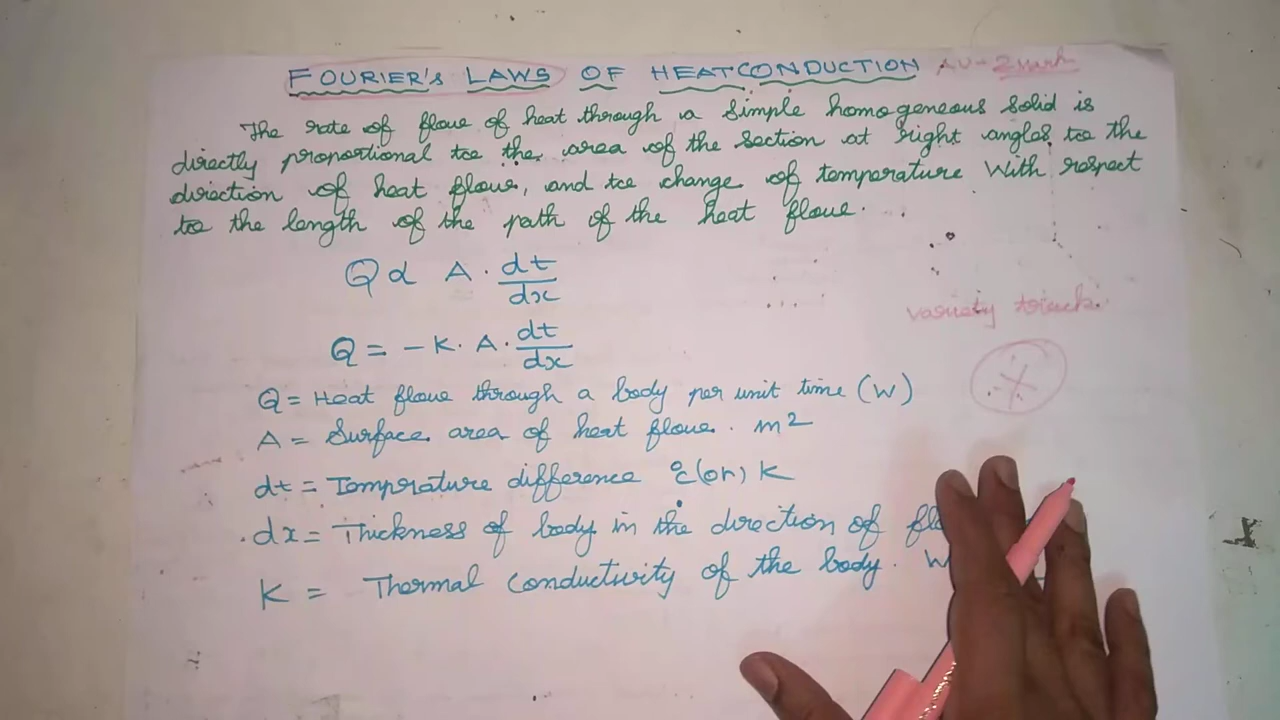 FOURIER'S LAWS OF HEATCONDUCTION AU-2mark
The rate of flow of heat through a simple homogeneous solid is
directly proportional to the area of the section at right angles to the
direction of heat flow, and to change of temperature With respect
to the length of the path of the heat flow.
Q ∝ A . dt/dx
Q = -K . A . dt/dx
variety
Q = Heat flow through a body per unit time (W)
A = Surface area of heat flow . m²
dt = Temprature difference °C (or) K
dx = Thickness of body in the direction of
K = Thermal conductivity of the body . W